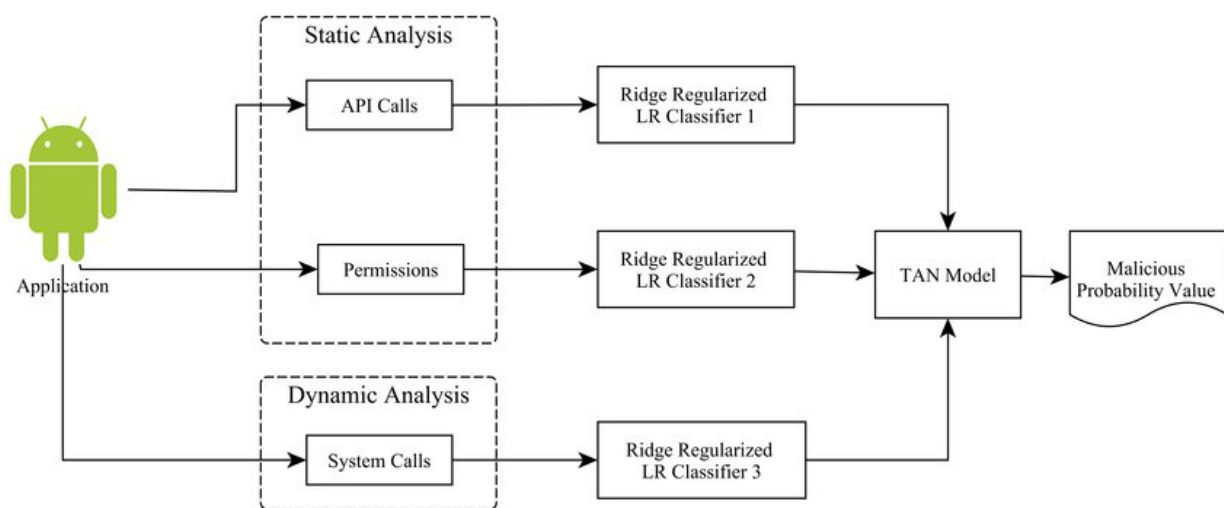 Static Analysis
API Calls
Ridge Regularized
LR Classifier 1
Application
Permissions
Ridge Regularized
LR Classifier 2
TAN Model
Malicious
Probability Value
Dynamic Analysis
System Calls
Ridge Regularized
LR Classifier 3